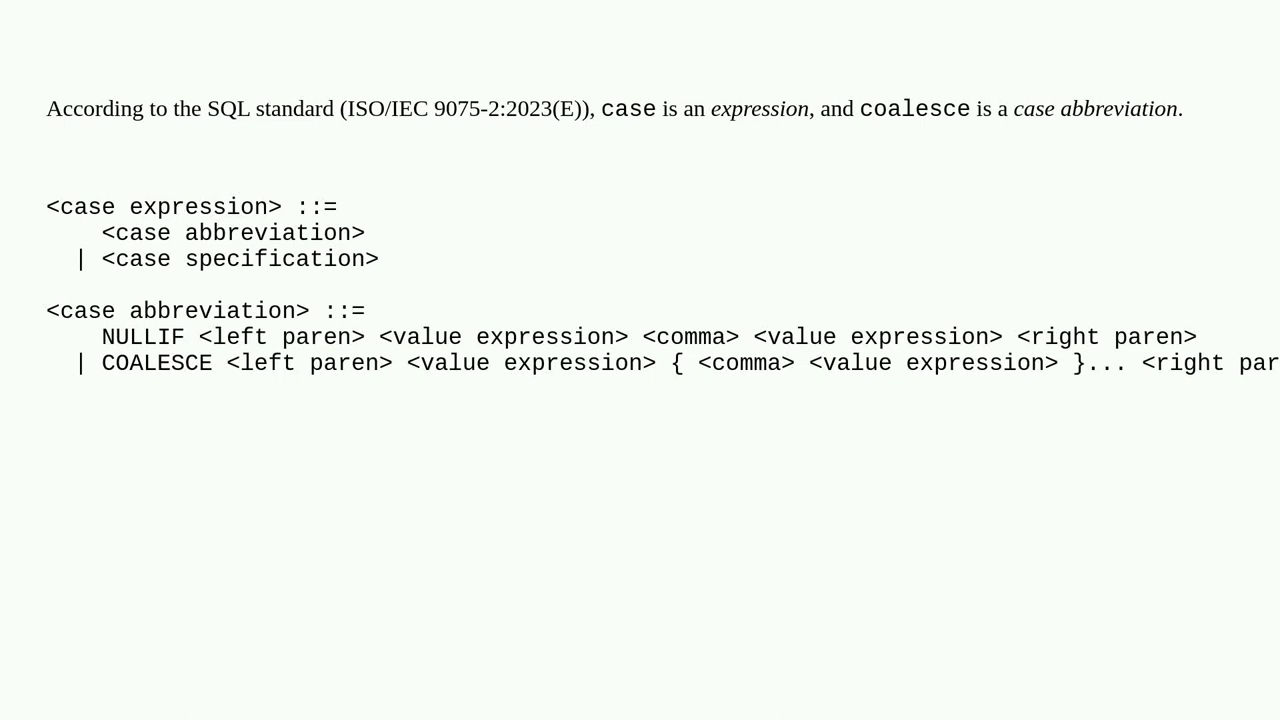 According to the SQL standard (ISO/IEC 9075-2:2023(E)), case is an expression, and coalesce is a case abbreviation.
<case expression> ::=
    <case abbreviation>
  | <case specification>
<case abbreviation> ::=
    NULLIF <left paren> <value expression> <comma> <value expression> <right paren>
  | COALESCE <left paren> <value expression> { <comma> <value expression> }... <right par